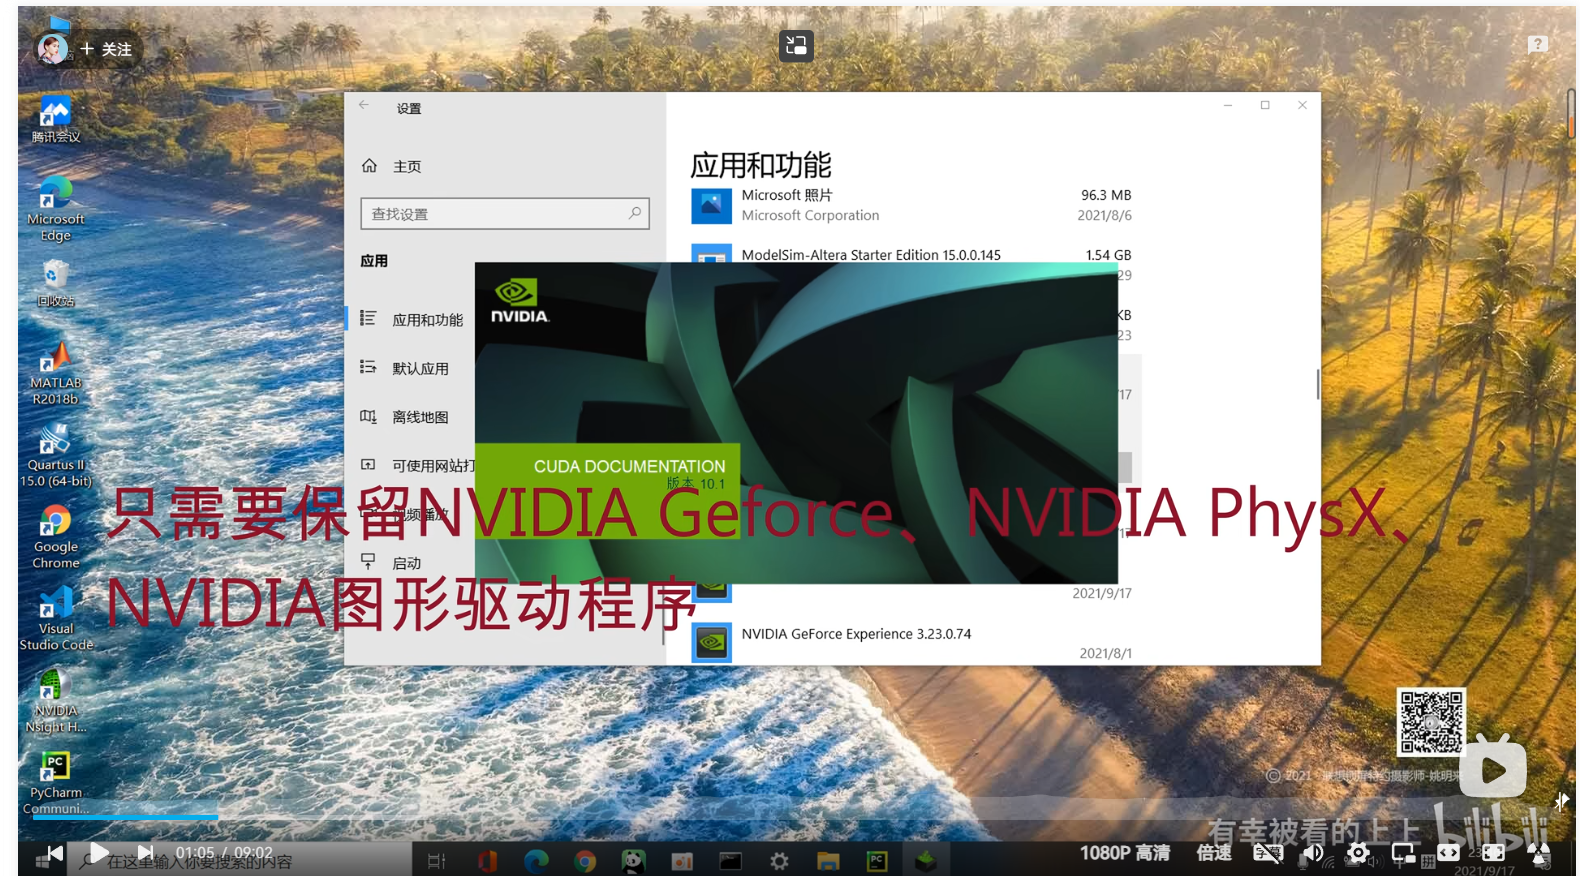 + 关注
设置
主页
查找设置
应用
应用和功能
默认应用
离线地图
可使用网站打
视频播放
启动
应用和功能
Microsoft 照片
96.3 MB
Microsoft Corporation
2021/8/6
ModelSim-Altera Starter Edition 15.0.0.145
1.54 GB
29
KB
23
/17
17
2021/9/17
NVIDIA GeForce Experience 3.23.0.74
2021/8/1
NVIDIA
CUDA DOCUMENTATION
版本 10.1
只需要保留NVIDIA Geforce、NVIDIA PhysX、
NVIDIA图形驱动程序
腾讯会议
Microsoft
Edge
回收站
MATLAB
R2018b
Quartus II
15.0 (64-bit)
Google
Chrome
Visual
Studio Code
NVIDIA
Nsight H...
PC
PyCharm
Communi...
有幸被看的上上
bilibili
01:05 / 09:02
在这里输入你要搜索的内容
1080P 高清
倍速
2021/9/17